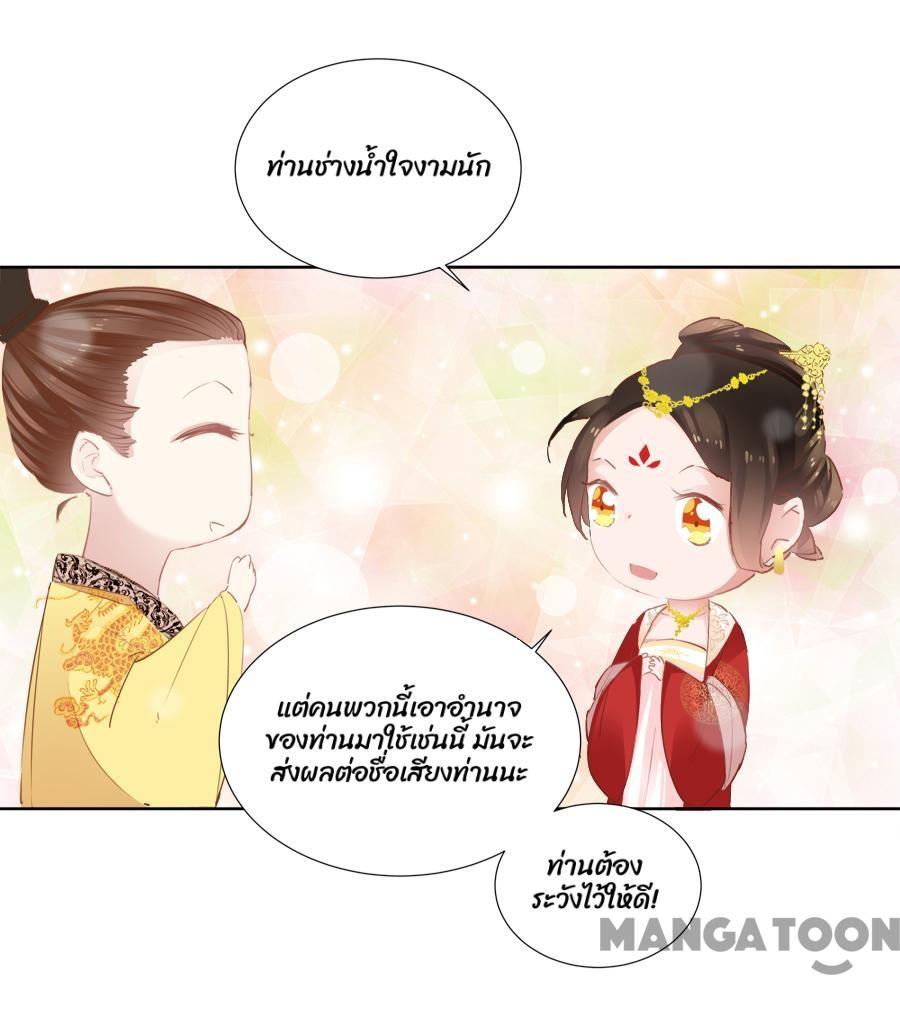 ท่านช่างน้ำใจงามนัก
แต่คนพวกนี้เอาอำนาจ
ของท่านมาใช้เช่นนี้ มันจะ
ส่งผลต่อชื่อเสียงท่านนะ
ท่านต้อง
ระวังไว้ให้ดี!
MANGATOON